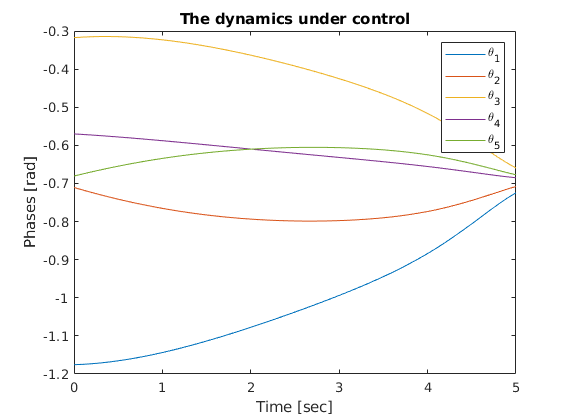 The dynamics under control
-0.3
-0.4
-0.5
-0.6
-0.7
-0.8
-0.9
-1
-1.1
-1.2
Phases [rad]
θ1
θ2
θ3
θ4
θ5
0 1 2 3 4 5
Time [sec]